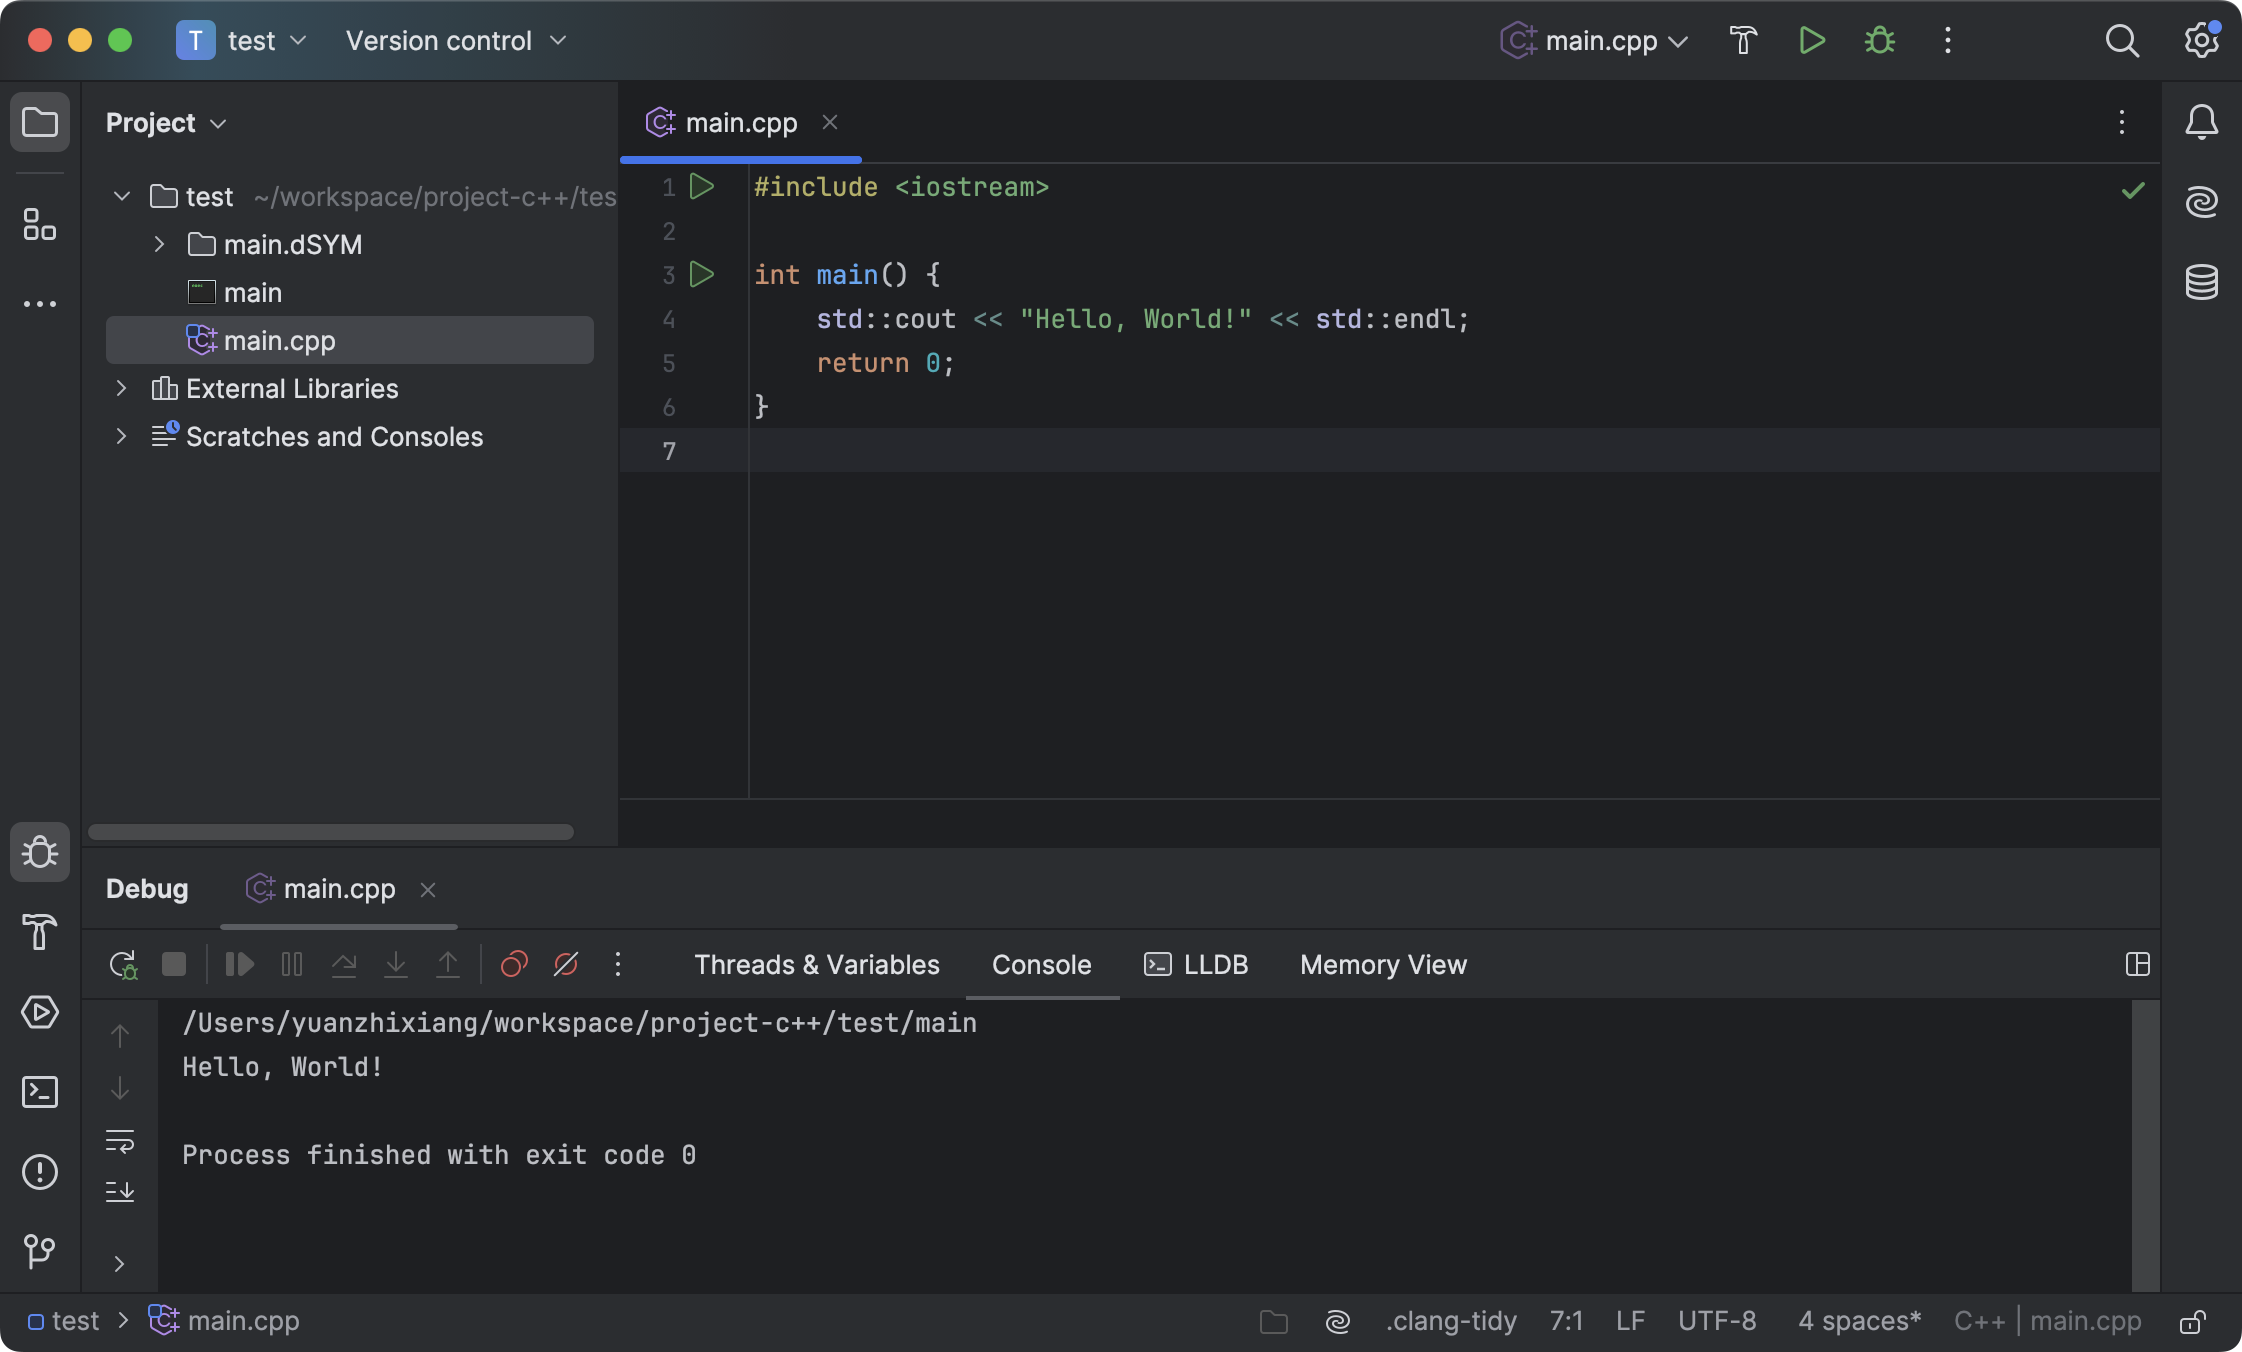 T test Version control main.cpp
Project
test ~/workspace/project-c++/tes
main.dSYM
main
main.cpp
External Libraries
Scratches and Consoles
main.cpp
1 #include <iostream>
2
3 int main() {
4 std::cout << "Hello, World!" << std::endl;
5 return 0;
6 }
7
Debug main.cpp
Threads & Variables Console LLDB Memory View
/Users/yuanzhixiang/workspace/project-c++/test/main
Hello, World!
Process finished with exit code 0
test main.cpp .clang-tidy 7:1 LF UTF-8 4 spaces* C++ main.cpp